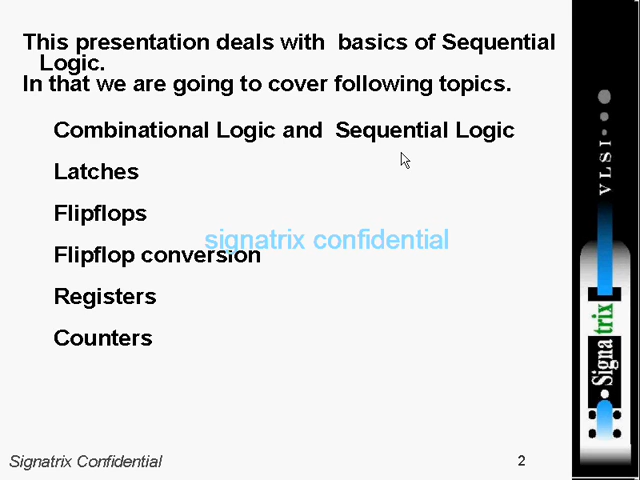 This presentation deals with basics of Sequential
Logic.
In that we are going to cover following topics.
Combinational Logic and Sequential Logic
Latches
Flipflops
signatrix confidential
Flipflop conversion
Registers
Counters
Signatrix Confidential
2
VLSI
Signatrix